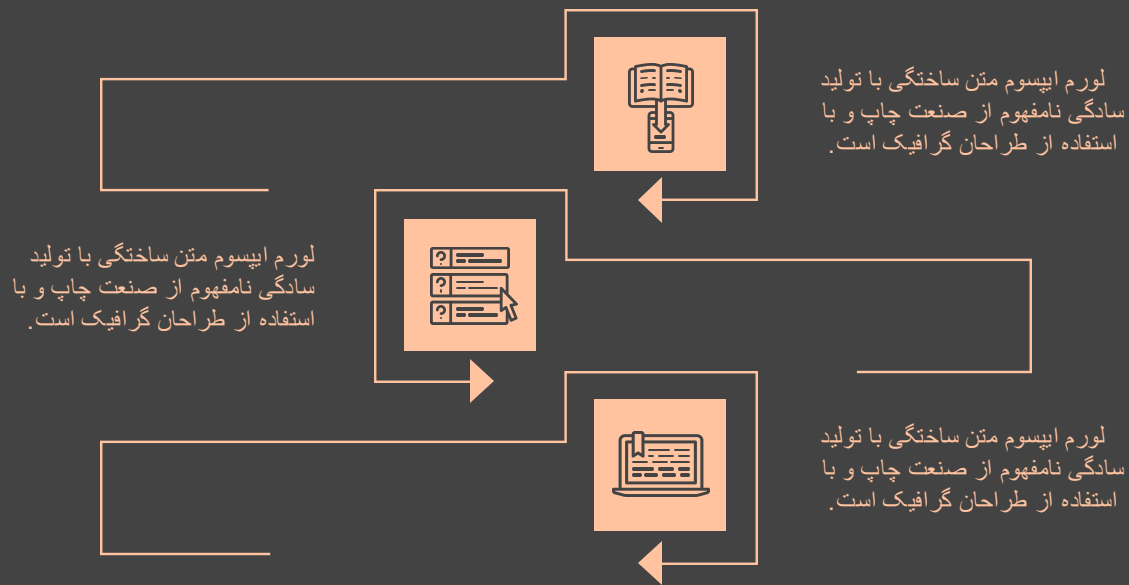 لورم ایپسوم متن ساختگی با تولید
سادگی نامفهوم از صنعت چاپ و با
استفاده از طراحان گرافیک است.
لورم ایپسوم متن ساختگی با تولید
سادگی نامفهوم از صنعت چاپ و با
استفاده از طراحان گرافیک است.
لورم ایپسوم متن ساختگی با تولید
سادگی نامفهوم از صنعت چاپ و با
استفاده از طراحان گرافیک است.